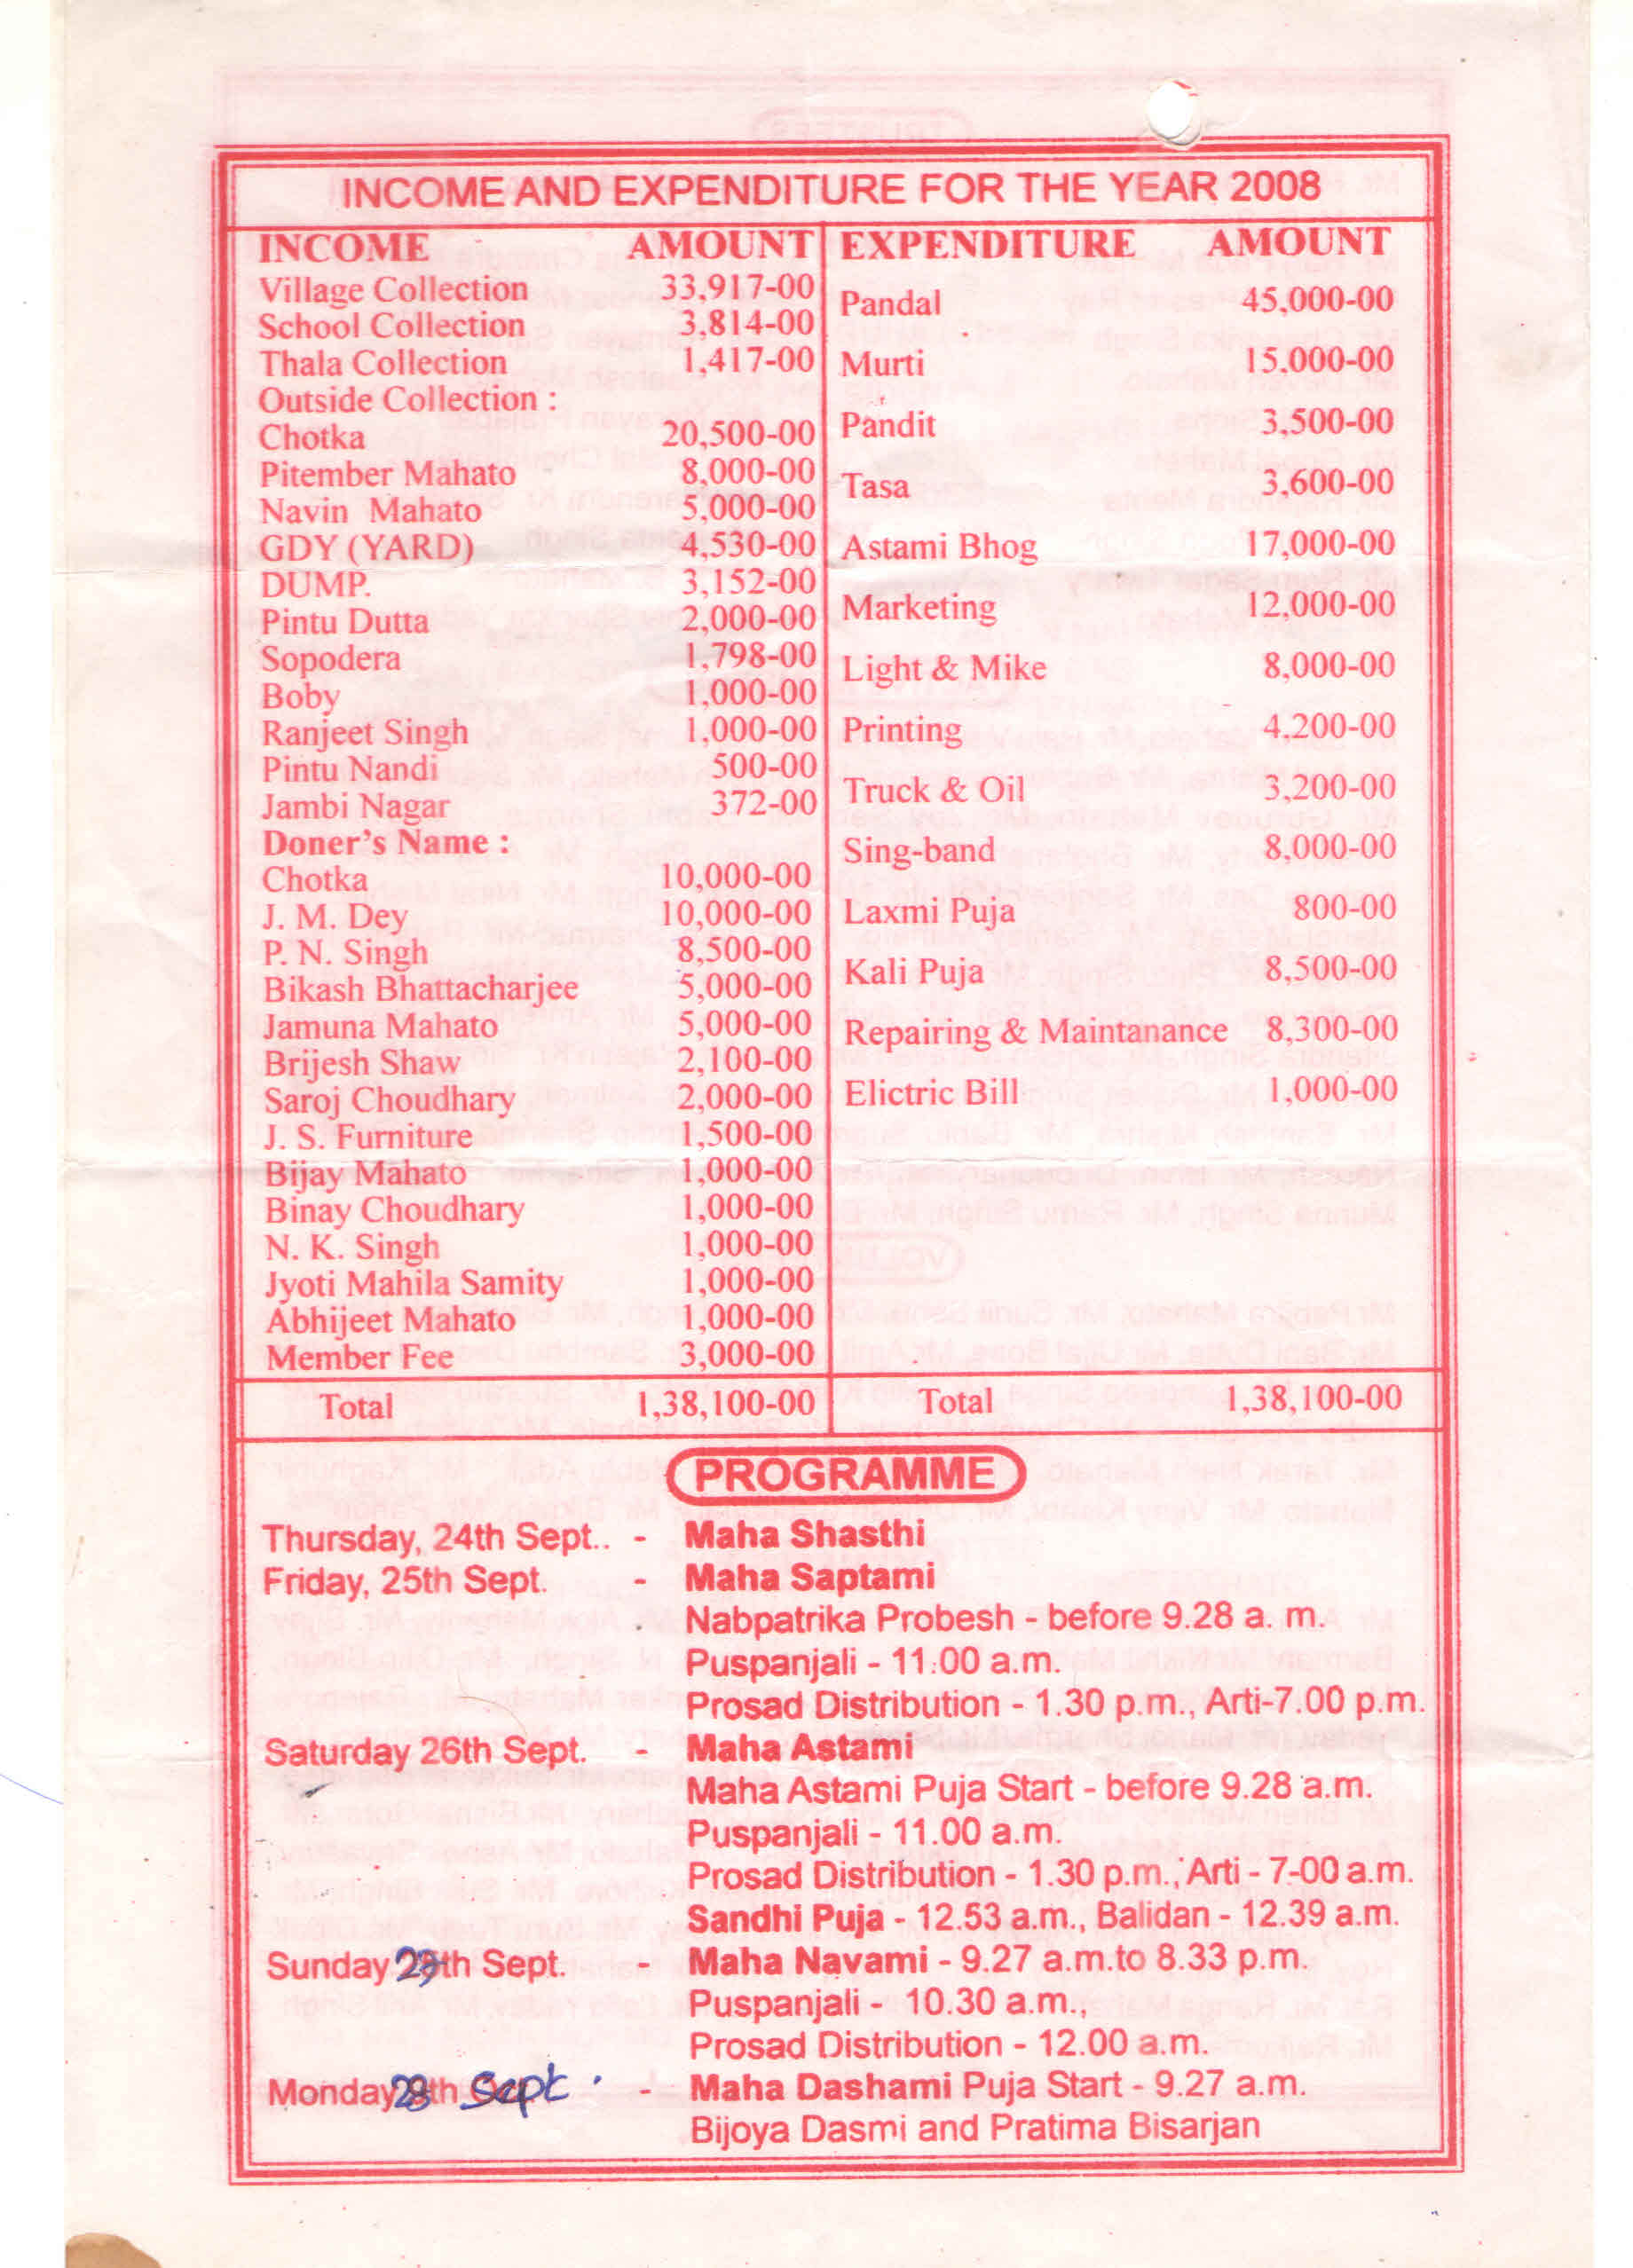 INCOME AND EXPENDITURE FOR THE YEAR 2008
INCOME AMOUNT
Village Collection 33,917-00
School Collection 3,814-00
Thala Collection 1,417-00
Outside Collection :
Chotka 20,500-00
Pitember Mahato 8,000-00
Navin Mahato 5,000-00
GDY (YARD) 4,530-00
DUMP. 3,152-00
Pintu Dutta 2,000-00
Sopodera 1,798-00
Boby 1,000-00
Ranjeet Singh 1,000-00
Pintu Nandi 500-00
Jambi Nagar 372-00
Doner's Name :
Chotka 10,000-00
J. M. Dey 10,000-00
P. N. Singh 8,500-00
Bikash Bhattacharjee 5,000-00
Jamuna Mahato 5,000-00
Brijesh Shaw 2,100-00
Saroj Choudhary 2,000-00
J. S. Furniture 1,500-00
Bijay Mahato 1,000-00
Binay Choudhary 1,000-00
N. K. Singh 1,000-00
Jyoti Mahila Samity 1,000-00
Abhijeet Mahato 1,000-00
Member Fee 3,000-00
Total 1,38,100-00
EXPENDITURE AMOUNT
Pandal 45,000-00
Murti 15,000-00
Pandit 3,500-00
Tasa 3,600-00
Astami Bhog 17,000-00
Marketing 12,000-00
Light & Mike 8,000-00
Printing 4,200-00
Truck & Oil 3,200-00
Sing-band 8,000-00
Laxmi Puja 800-00
Kali Puja 8,500-00
Repairing & Maintanance 8,300-00
Elictric Bill 1,000-00
Total 1,38,100-00
PROGRAMME
Thursday, 24th Sept.. - Maha Shasthi
Friday, 25th Sept. - Maha Saptami
Nabpatrika Probesh - before 9.28 a. m.
Puspanjali - 11.00 a.m.
Prosad Distribution - 1.30 p.m., Arti-7.00 p.m.
Saturday 26th Sept. - Maha Astami
Maha Astami Puja Start - before 9.28 a.m.
Puspanjali - 11.00 a.m.
Prosad Distribution - 1.30 p.m., Arti - 7-00 a.m.
Sandhi Puja - 12.53 a.m., Balidan - 12.39 a.m.
Sunday 27th Sept. - Maha Navami - 9.27 a.m.to 8.33 p.m.
Puspanjali - 10.30 a.m.,
Prosad Distribution - 12.00 a.m.
Monday 28th Sept. - Maha Dashami Puja Start - 9.27 a.m.
Bijoya Dasmi and Pratima Bisarjan